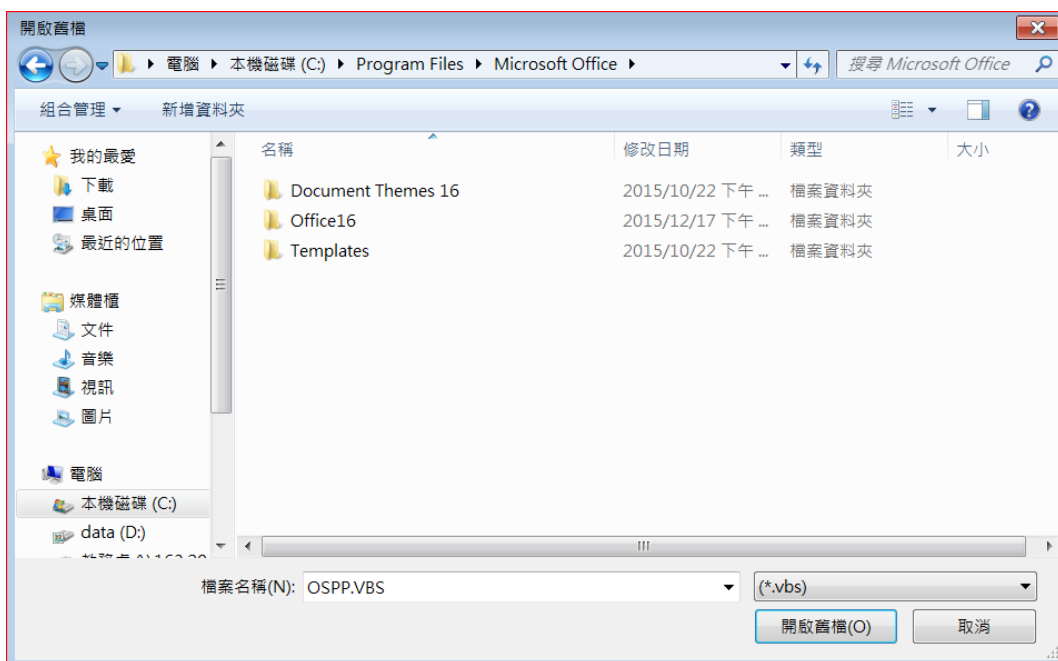 開啟舊檔
電腦 ▸ 本機磁碟 (C:) ▸ Program Files ▸ Microsoft Office ▸
搜尋 Microsoft Office
組合管理 新增資料夾
名稱 修改日期 類型 大小
我的最愛
下載
桌面
最近的位置
媒體櫃
文件
音樂
視訊
圖片
電腦
本機磁碟 (C:)
data (D:)
Document Themes 16 2015/10/22 下午 ... 檔案資料夾
Office16 2015/12/17 下午 ... 檔案資料夾
Templates 2015/10/22 下午 ... 檔案資料夾
檔案名稱(N): OSPP.VBS (*.vbs)
開啟舊檔(O) 取消